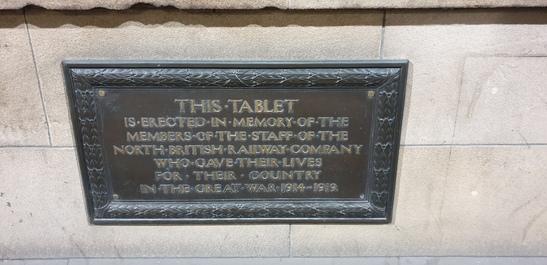 THIS·TABLET
IS·ERECTED·IN·MEMORY·OF·THE
MEMBERS·OF·THE·STAFF·OF·THE
NORTH·BRITISH·RAILWAY·COMPANY
WHO·GAVE·THEIR·LIVES
FOR·THEIR·COUNTRY
IN·THE·GREAT·WAR·1914-1919